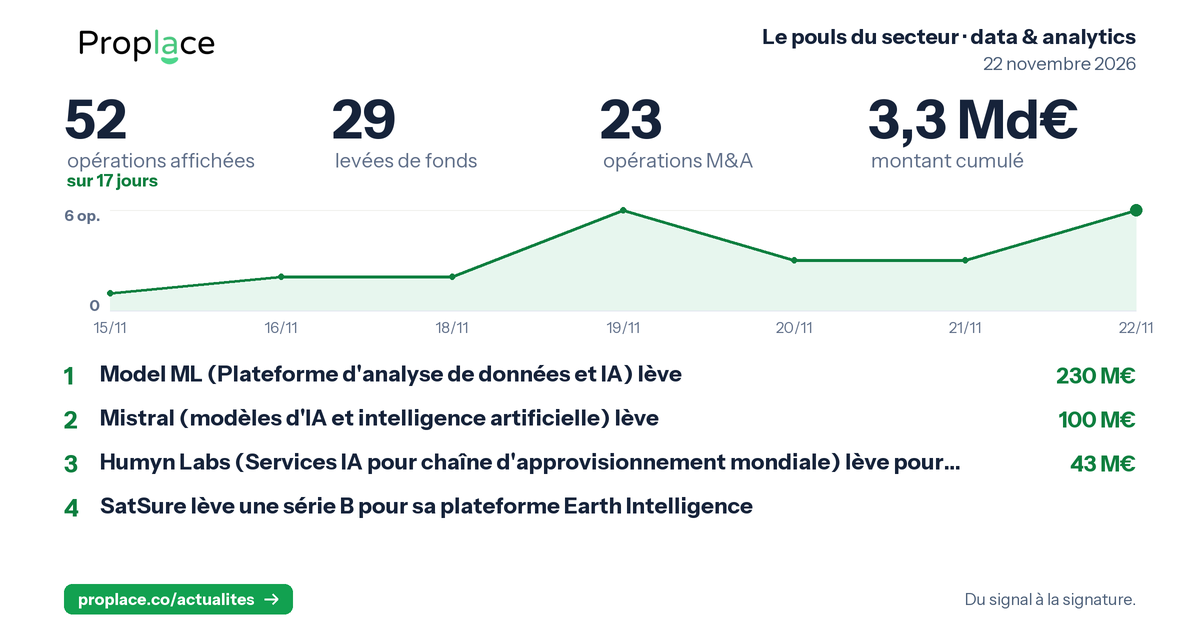 Proplace
Le pouls du secteur · data & analytics
22 novembre 2026
52
opérations affichées
sur 17 jours
29
levées de fonds
23
opérations M&A
3,3 Md€
montant cumulé
6 op.
0
15/11
16/11
18/11
19/11
20/11
21/11
22/11
1 Model ML (Plateforme d'analyse de données et IA) lève 230 M€
2 Mistral (modèles d'IA et intelligence artificielle) lève 100 M€
3 Humyn Labs (Services IA pour chaîne d'approvisionnement mondiale) lève pour... 43 M€
4 SatSure lève une série B pour sa plateforme Earth Intelligence
proplace.co/actualites →
Du signal à la signature.